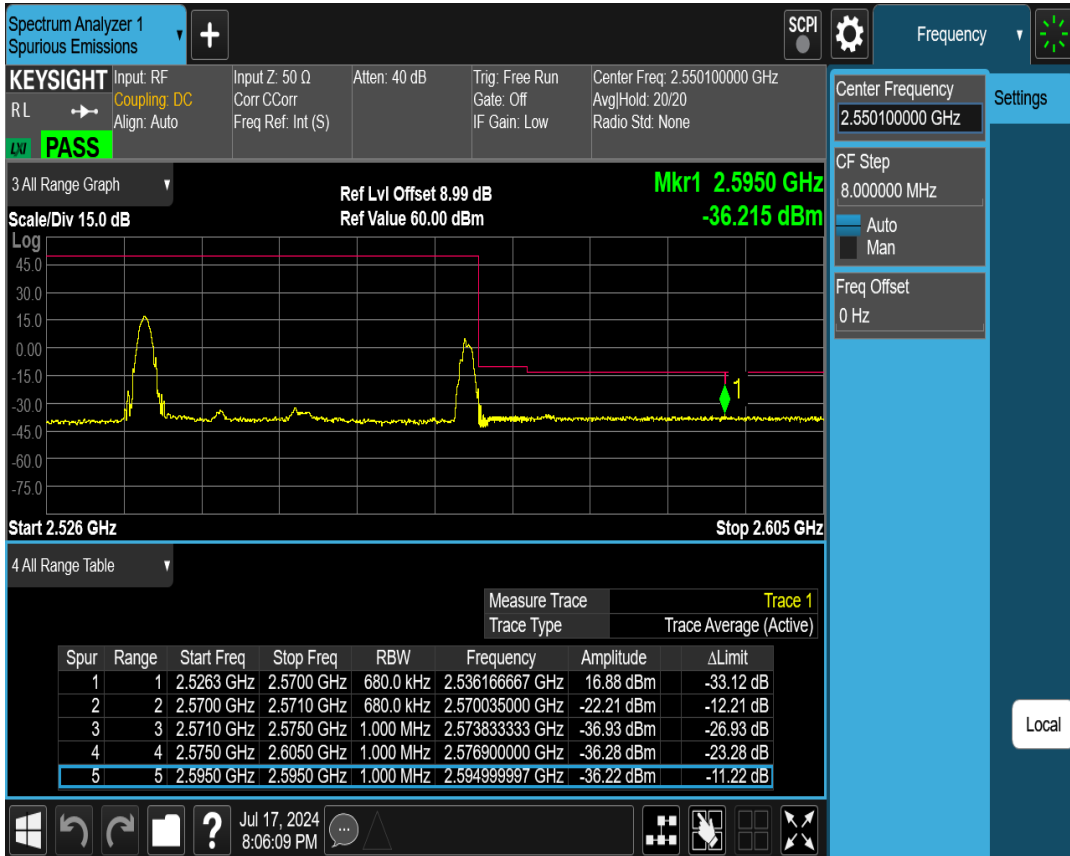 Spectrum Analyzer 1
Spurious Emissions
+
SCPI
Frequency
KEYSIGHT
RL
LXI
PASS
Input: RF
Coupling: DC
Align: Auto
Input Z: 50 Ω
Corr CCorr
Freq Ref: Int (S)
Atten: 40 dB
Trig: Free Run
Gate: Off
IF Gain: Low
Center Freq: 2.550100000 GHz
Avg|Hold: 20/20
Radio Std: None
Center Frequency
2.550100000 GHz
Settings
CF Step
8.000000 MHz
Auto
Man
Freq Offset
0 Hz
3 All Range Graph
Scale/Div 15.0 dB
Ref Lvl Offset 8.99 dB
Ref Value 60.00 dBm
Mkr1 2.5950 GHz
-36.215 dBm
Log
45.0
30.0
15.0
0.00
-15.0
-30.0
-45.0
-60.0
-75.0
1
Start 2.526 GHz
Stop 2.605 GHz
4 All Range Table
Measure Trace Trace 1
Trace Type Trace Average (Active)
Spur Range Start Freq Stop Freq RBW Frequency Amplitude ΔLimit
1 1 2.5263 GHz 2.5700 GHz 680.0 kHz 2.536166667 GHz 16.88 dBm -33.12 dB
2 2 2.5700 GHz 2.5710 GHz 680.0 kHz 2.570035000 GHz -22.21 dBm -12.21 dB
3 3 2.5710 GHz 2.5750 GHz 1.000 MHz 2.573833333 GHz -36.93 dBm -26.93 dB
4 4 2.5750 GHz 2.6050 GHz 1.000 MHz 2.576900000 GHz -36.28 dBm -23.28 dB
5 5 2.5950 GHz 2.5950 GHz 1.000 MHz 2.594999997 GHz -36.22 dBm -11.22 dB
Local
?
Jul 17, 2024
8:06:09 PM